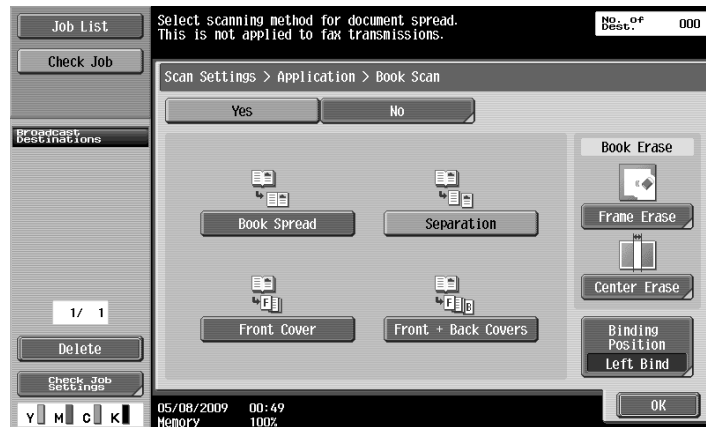 Job List
Check Job
Select scanning method for document spread.
This is not applied to fax transmissions.
No. of
Dest.
000
Scan Settings > Application > Book Scan
Yes
No
Broadcast
Destinations
Book Erase
Book Spread
Separation
Frame Erase
Center Erase
F
F
B
Front Cover
Front + Back Covers
1/ 1
Delete
Check Job
Settings
Binding
Position
Left Bind
Y M C K
05/08/2009 00:49
Memory 100%
OK